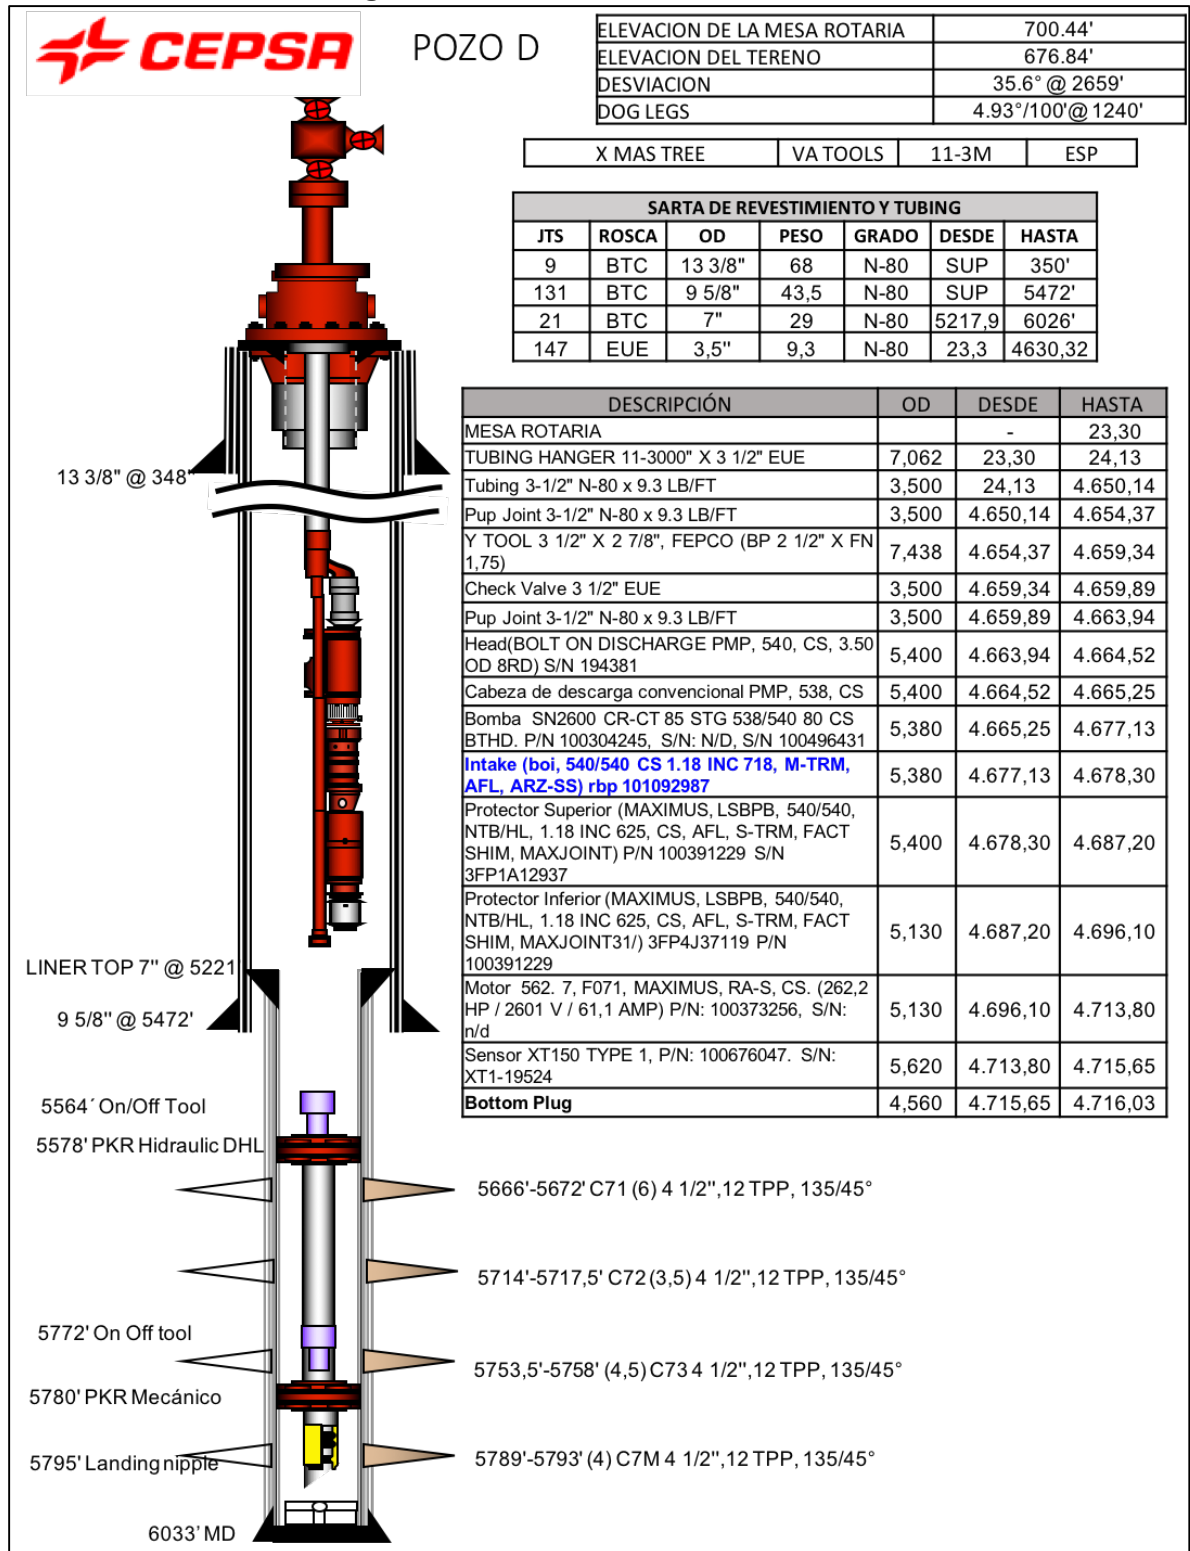 CEPSA
POZO D
ELEVACION DE LA MESA ROTARIA 700.44'
ELEVACION DEL TERENO 676.84'
DESVIACION 35.6° @ 2659'
DOG LEGS 4.93°/100'@ 1240'
X MAS TREE VA TOOLS 11-3M ESP
SARTA DE REVESTIMIENTO Y TUBING
JTS ROSCA OD PESO GRADO DESDE HASTA
9 BTC 13 3/8" 68 N-80 SUP 350'
131 BTC 9 5/8" 43,5 N-80 SUP 5472'
21 BTC 7" 29 N-80 5217,9 6026'
147 EUE 3,5" 9,3 N-80 23,3 4630,32
DESCRIPCIÓN OD DESDE HASTA
MESA ROTARIA - 23,30
TUBING HANGER 11-3000" X 3 1/2" EUE 7,062 23,30 24,13
Tubing 3-1/2" N-80 x 9.3 LB/FT 3,500 24,13 4.650,14
Pup Joint 3-1/2" N-80 x 9.3 LB/FT 3,500 4.650,14 4.654,37
Y TOOL 3 1/2" X 2 7/8", FEPCO (BP 2 1/2" X FN
1,75) 7,438 4.654,37 4.659,34
Check Valve 3 1/2" EUE 3,500 4.659,34 4.659,89
Pup Joint 3-1/2" N-80 x 9.3 LB/FT 3,500 4.659,89 4.663,94
Head(BOLT ON DISCHARGE PMP, 540, CS, 3.50
OD 8RD) S/N 194381 5,400 4.663,94 4.664,52
Cabeza de descarga convencional PMP, 538, CS 5,400 4.664,52 4.665,25
Bomba SN2600 CR-CT 85 STG 538/540 80 CS
BTHD. P/N 100304245, S/N: N/D, S/N 100496431 5,380 4.665,25 4.677,13
Intake (boi, 540/540 CS 1.18 INC 718, M-TRM,
AFL, ARZ-SS) rbp 101092987 5,380 4.677,13 4.678,30
Protector Superior (MAXIMUS, LSBPB, 540/540,
NTB/HL, 1.18 INC 625, CS, AFL, S-TRM, FACT
SHIM, MAXJOINT) P/N 100391229 S/N
3FP1A12937 5,400 4.678,30 4.687,20
Protector Inferior (MAXIMUS, LSBPB, 540/540,
NTB/HL, 1.18 INC 625, CS, AFL, S-TRM, FACT
SHIM, MAXJOINT31/) 3FP4J37119 P/N
100391229 5,130 4.687,20 4.696,10
Motor 562. 7, F071, MAXIMUS, RA-S, CS. (262,2
HP / 2601 V / 61,1 AMP) P/N: 100373256, S/N:
n/d 5,130 4.696,10 4.713,80
Sensor XT150 TYPE 1, P/N: 100676047. S/N:
XT1-19524 5,620 4.713,80 4.715,65
Bottom Plug 4,560 4.715,65 4.716,03
13 3/8" @ 348'
LINER TOP 7" @ 5221'
9 5/8" @ 5472'
5564´ On/Off Tool
5578' PKR Hidraulic DHL
5666'-5672' C71 (6) 4 1/2",12 TPP, 135/45°
5714'-5717,5' C72 (3,5) 4 1/2",12 TPP, 135/45°
5772' On Off tool
5753,5'-5758' (4,5) C73 4 1/2",12 TPP, 135/45°
5780' PKR Mecánico
5795' Landing nipple
5789'-5793' (4) C7M 4 1/2",12 TPP, 135/45°
6033' MD